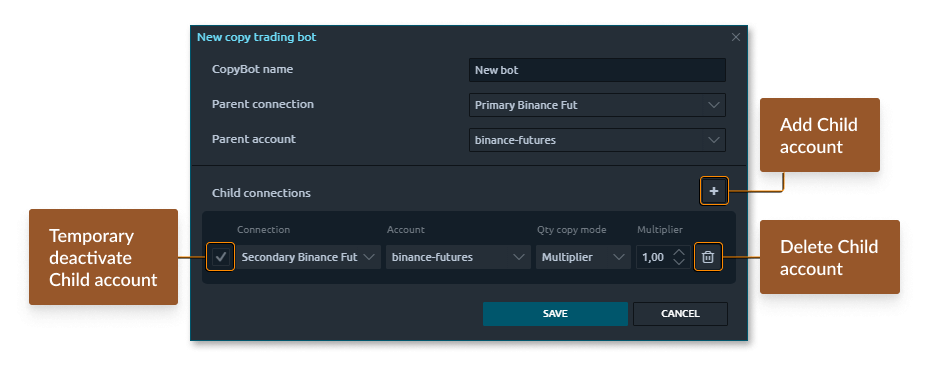 New copy trading bot
CopyBot name
New bot
Parent connection
Primary Binance Fut
Parent account
binance-futures
Add Child
account
Child connections
+
Temporary
deactivate
Child account
Connection
Account
Qty copy mode
Multiplier
Secondary Binance Fut
binance-futures
Multiplier
1,00
Delete Child
account
SAVE
CANCEL